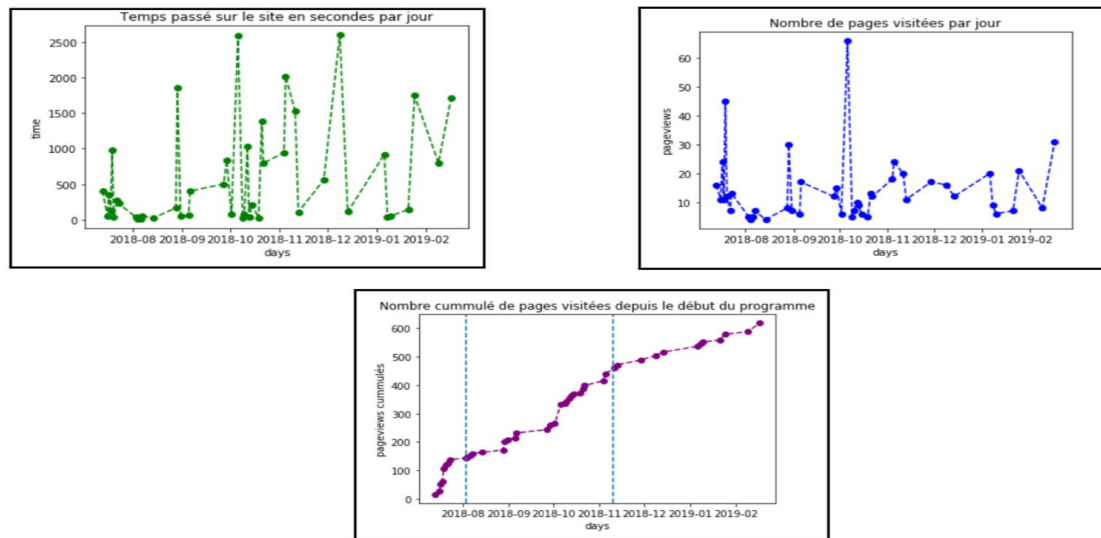 Temps passé sur le site en secondes par jour
2500
2000
1500
1000
500
0
time
2018-08 2018-09 2018-10 2018-11 2018-12 2019-01 2019-02
days
Nombre de pages visitées par jour
60
50
40
30
20
10
pageviews
2018-08 2018-09 2018-10 2018-11 2018-12 2019-01 2019-02
days
Nombre cummulé de pages visitées depuis le début du programme
600
500
400
300
200
100
0
pageviews cummulés
2018-08 2018-09 2018-10 2018-11 2018-12 2019-01 2019-02
days